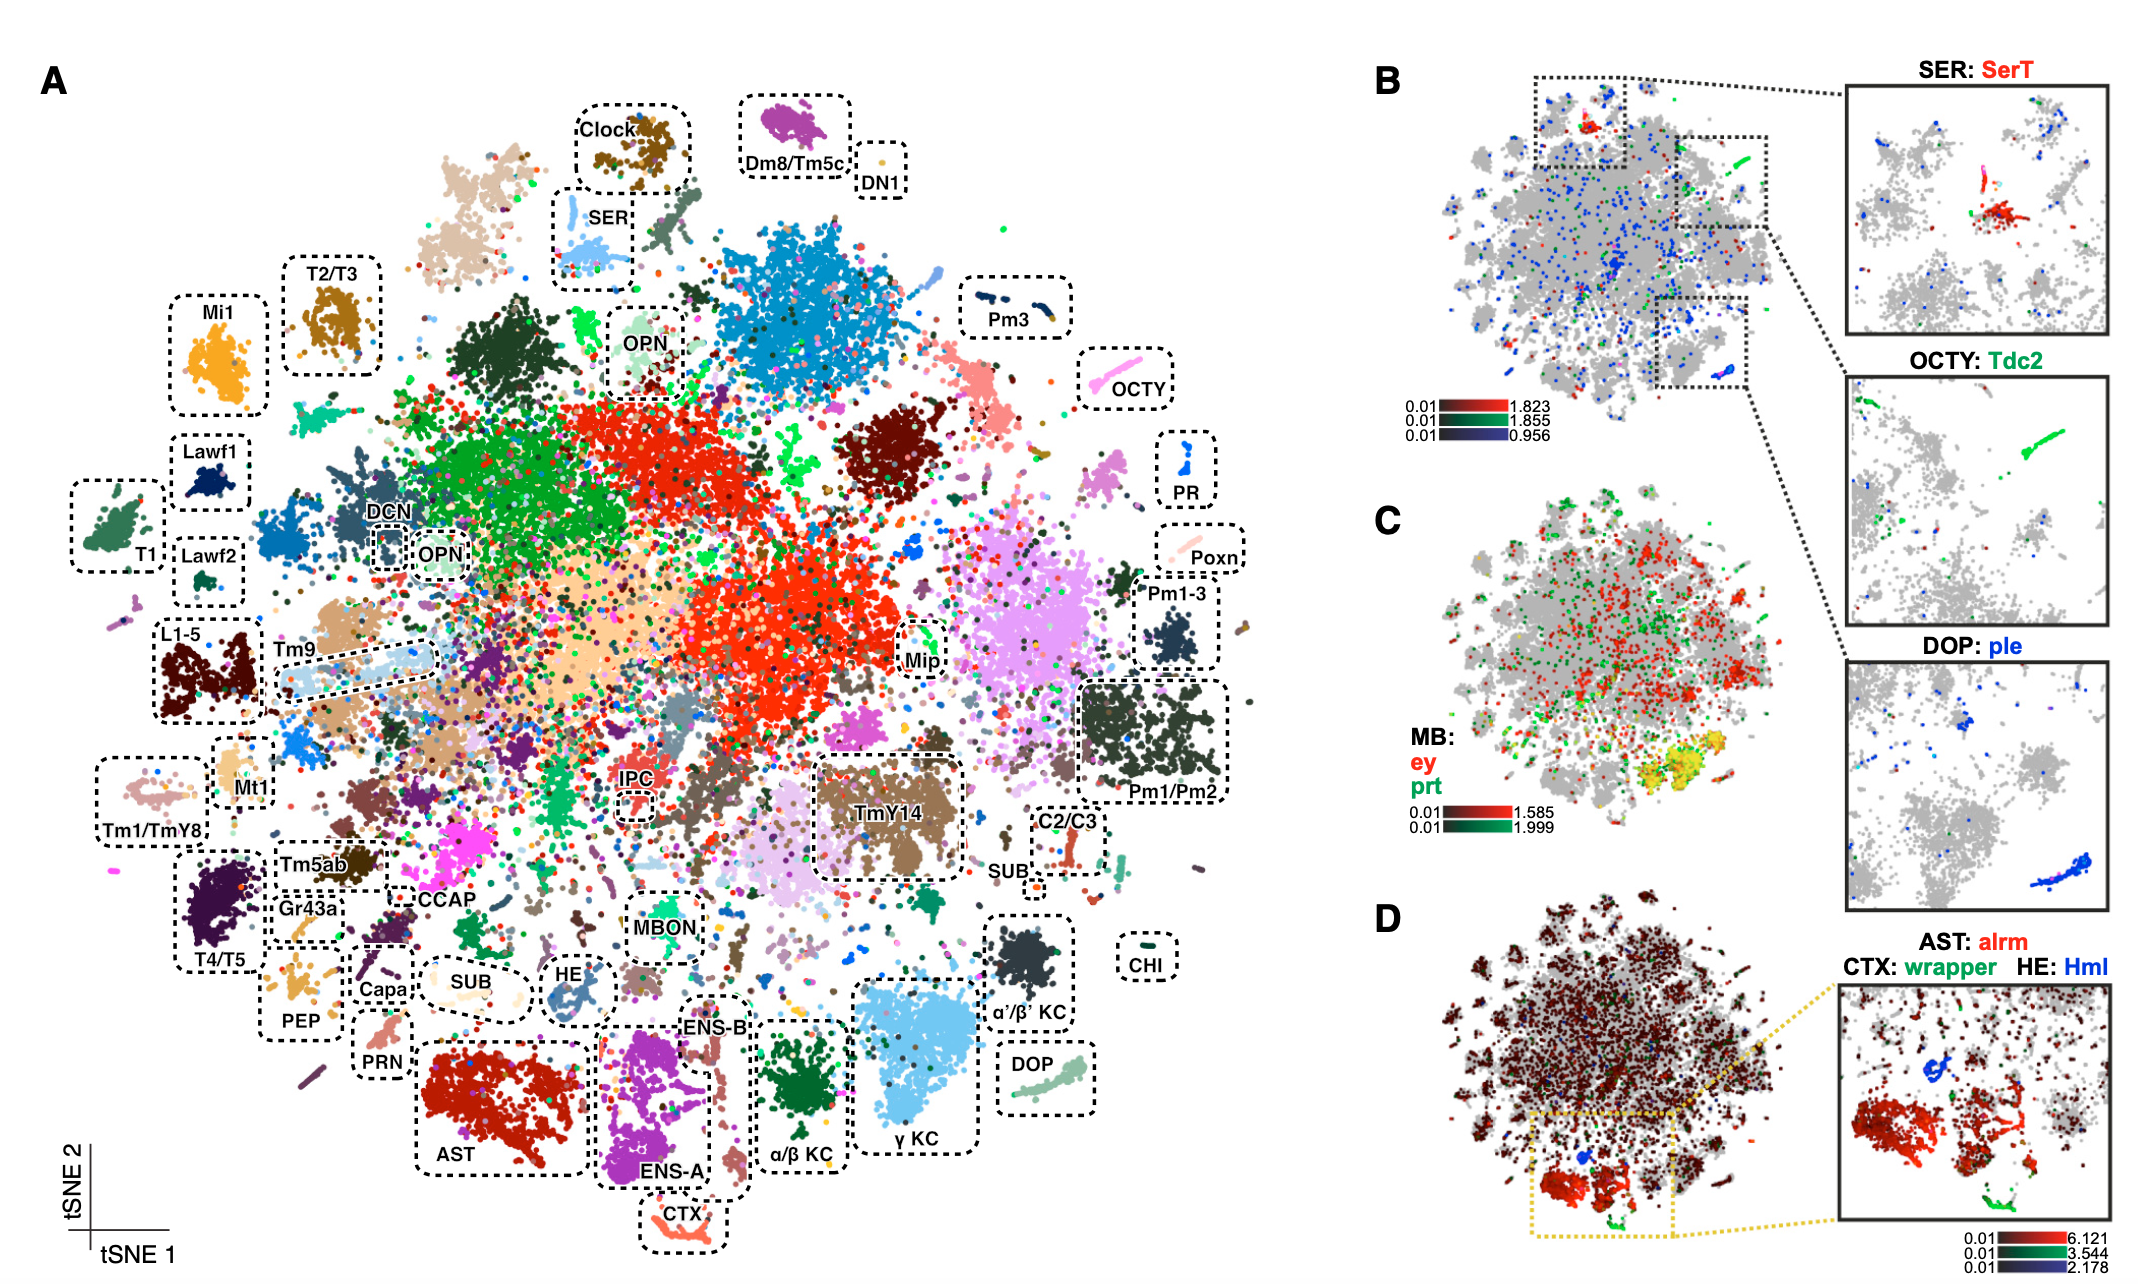 A
Clock
Dm8/Tm5c
DN1
SER
T2/T3
Mi1
OPN
Pm3
OCTY
Lawf1
PR
DCN
OPN
T1
Lawf2
Poxn
Pm1-3
L1-5
Tm9
Mip
Mt1
IPC
Pm1/Pm2
Tm1/TmY8
TmY14
C2/C3
Tm5ab
SUB
CCAP
Gr43a
MBON
T4/T5
Capa
SUB
HE
CHI
PEP
α’/β’ KC
PRN
ENS-B
DOP
AST
ENS-A
α/β KC
γ KC
CTX
tSNE 2
tSNE 1
B
0.01 1.823
0.01 1.855
0.01 0.956
SER: SerT
OCTY: Tdc2
DOP: ple
C
MB:
ey
prt
0.01 1.585
0.01 1.999
D
AST: alrm
CTX: wrapper HE: Hml
0.01 6.121
0.01 3.544
0.01 2.178